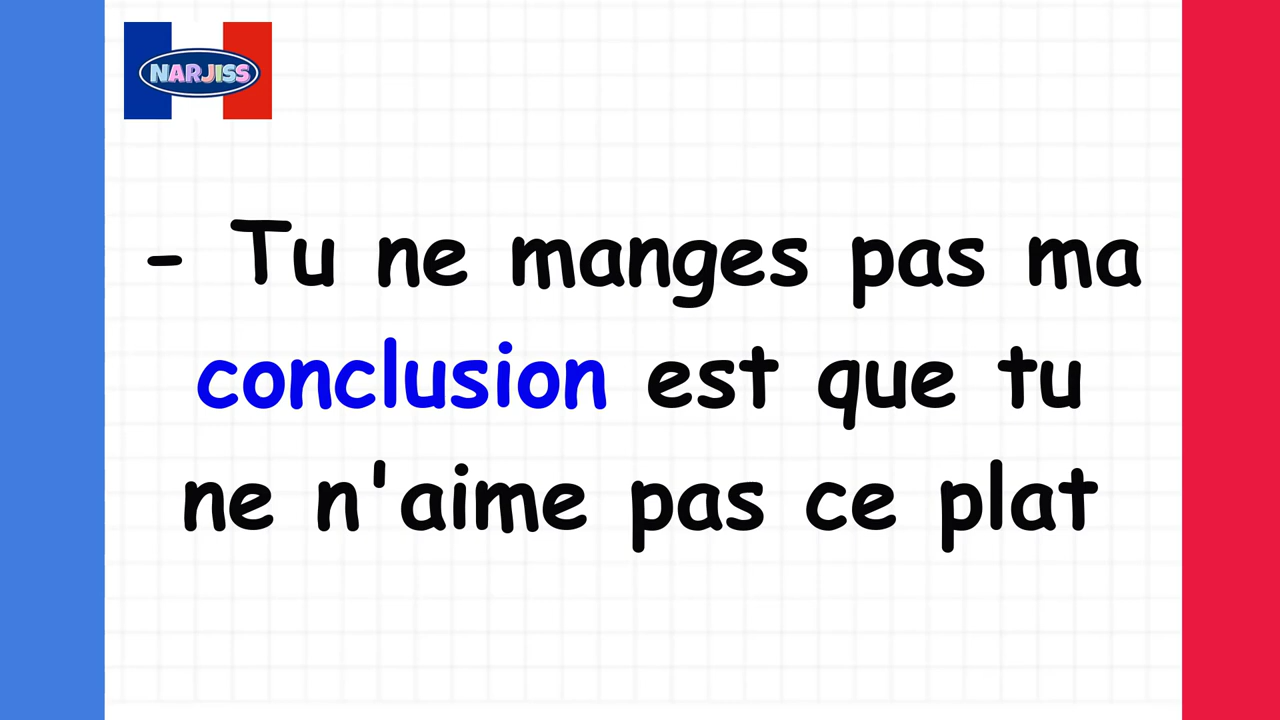 NARJISS
- Tu ne manges pas ma
conclusion est que tu
ne n'aime pas ce plat